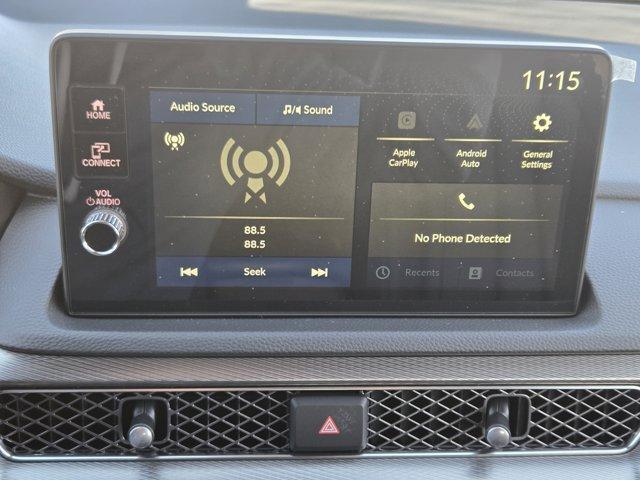 11:15
HOME
CONNECT
VOL
AUDIO
Audio Source
Sound
88.5
88.5
Seek
Apple
CarPlay
Android
Auto
General
Settings
No Phone Detected
Recents
Contacts